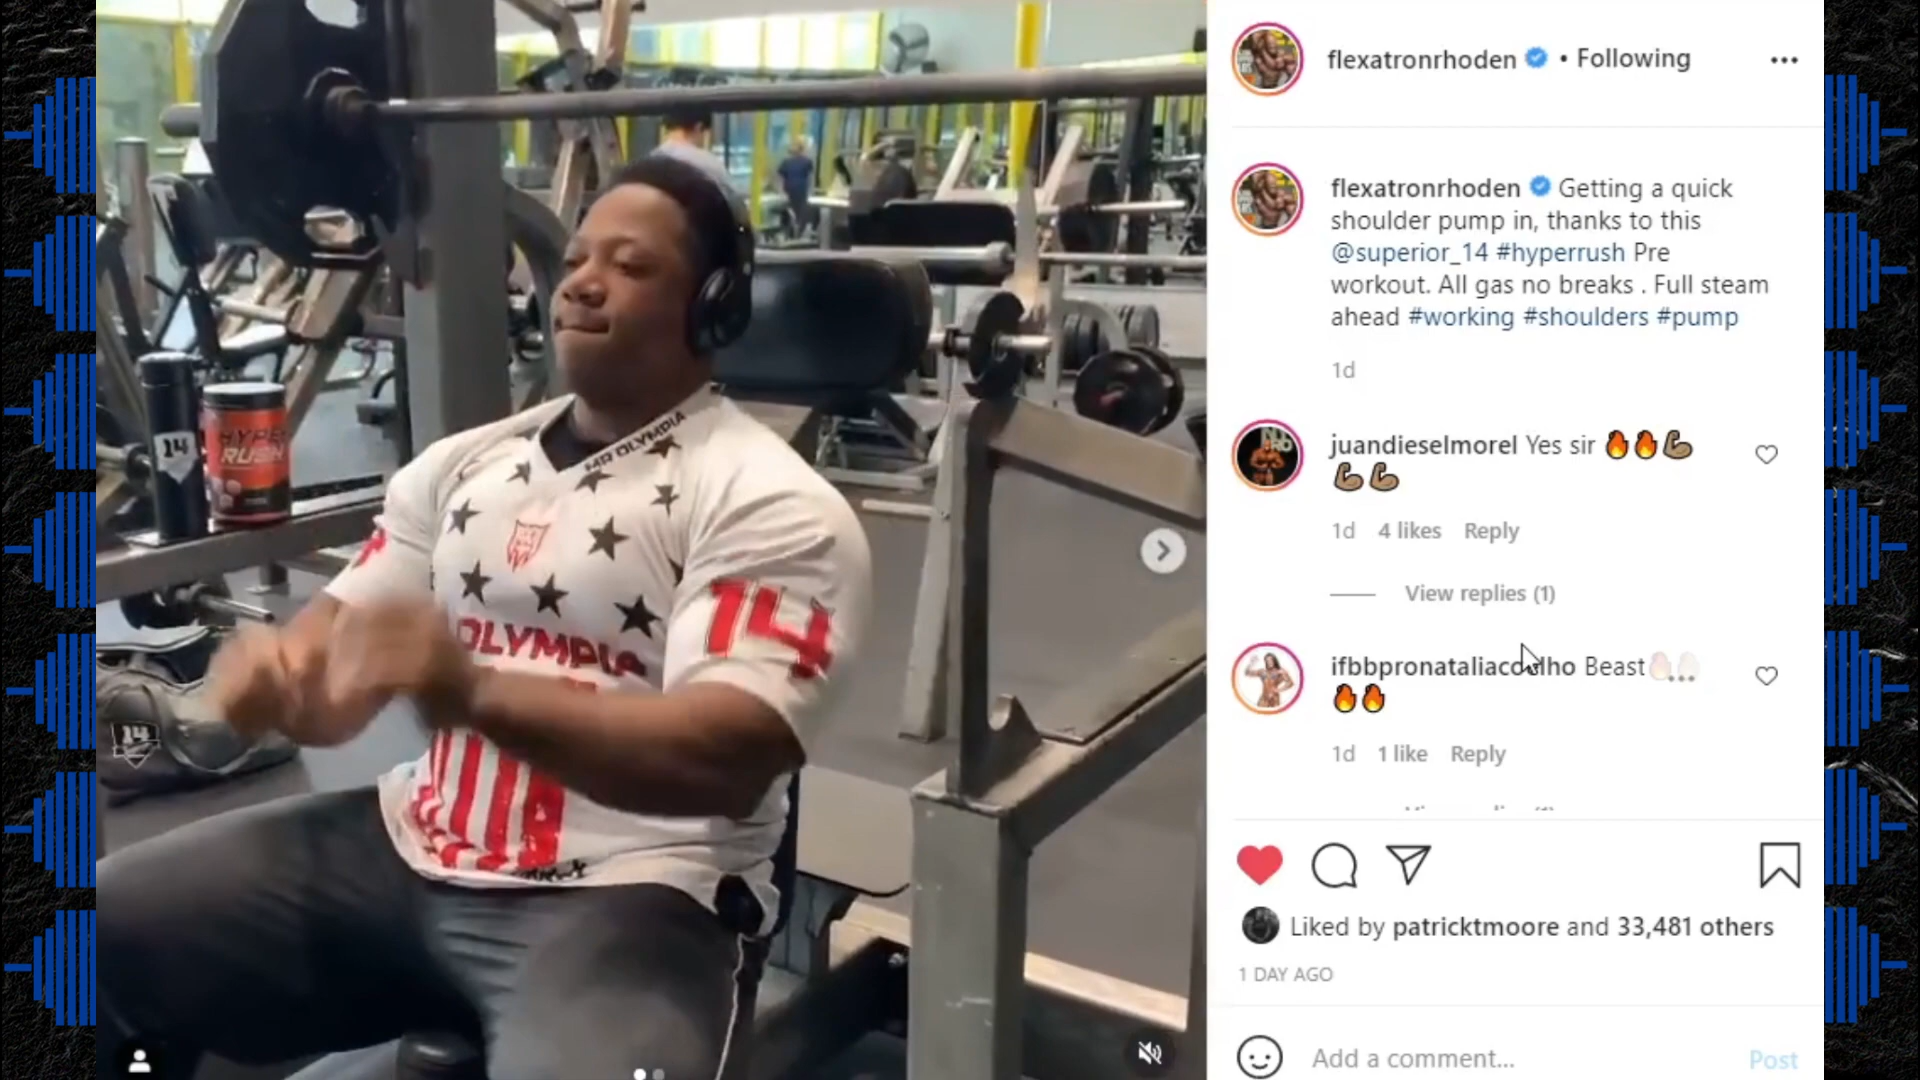 flexatronrhoden • Following
flexatronrhoden Getting a quick
shoulder pump in, thanks to this
@superior_14 #hyperrush Pre
workout. All gas no breaks . Full steam
ahead #working #shoulders #pump
1d
juandieselmorel Yes sir 🔥🔥💪🏽
💪🏽💪🏽
1d 4 likes Reply
View replies (1)
Beast
🔥🔥
1d 1 like Reply
Liked by patricktmoore and 33,481 others
1 DAY AGO
Add a comment... Post
14
HYPE
RUSH
MR OLYMPIA
14
OLYMPIA
14